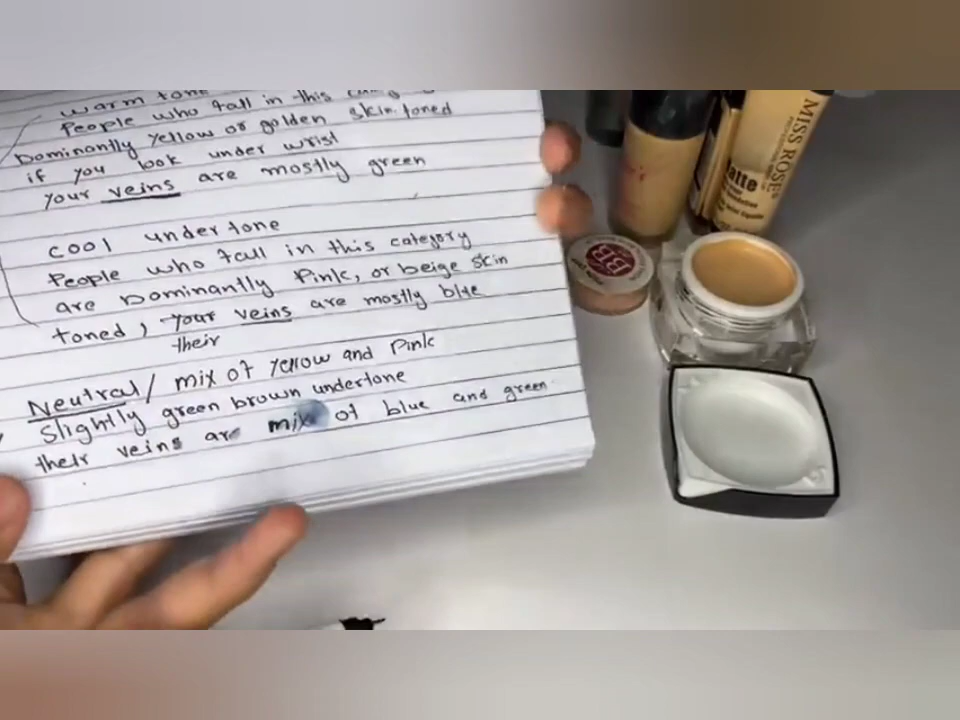 warm tone
People who fall in this
Dominantly Yellow or golden skin toned
if you look under wrist
your veins are mostly green
cool undertone
People who fall in this category
are Dominantly Pink, or beige skin
toned, your veins are mostly blue
their
Neutral/ mix of Yellow and Pink
slightly green brown undertone
their veins are mix of blue and green
MISS ROSE
Matte
BB